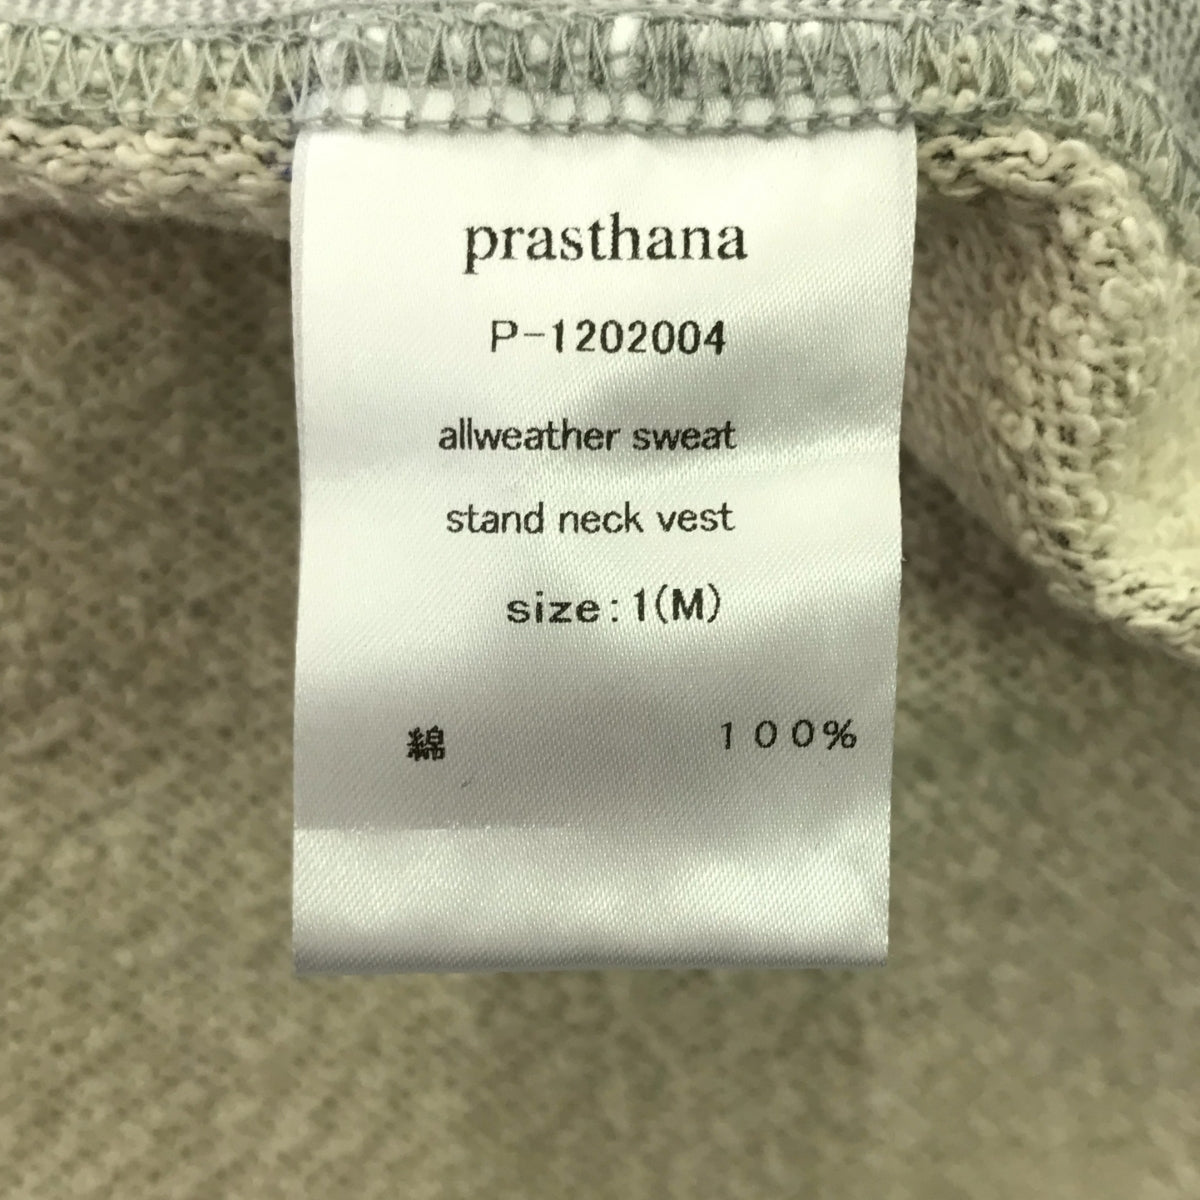 prasthana
P-1202004
allweather sweat
stand neck vest
size:1(M)
綿 100%